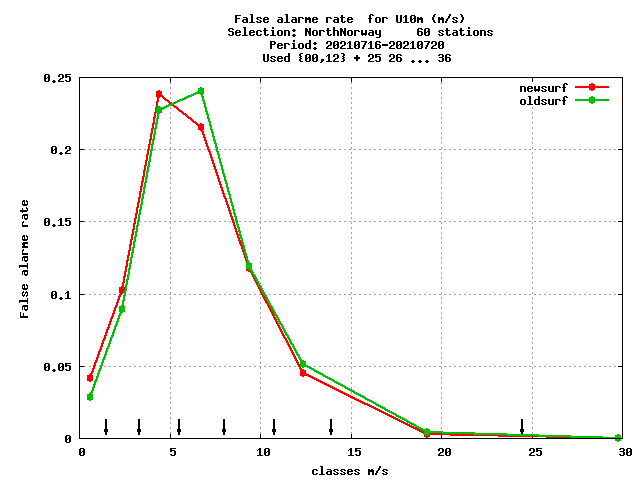 False alarme rate  for U10m (m/s)
Selection: NorthNorway     60 stations
Period: 20210716-20210720
Used {00,12} + 25 26 ... 36
newsurf
oldsurf
0.25
0.2
0.15
0.1
0.05
0
False alarme rate
0 5 10 15 20 25 30
classes m/s